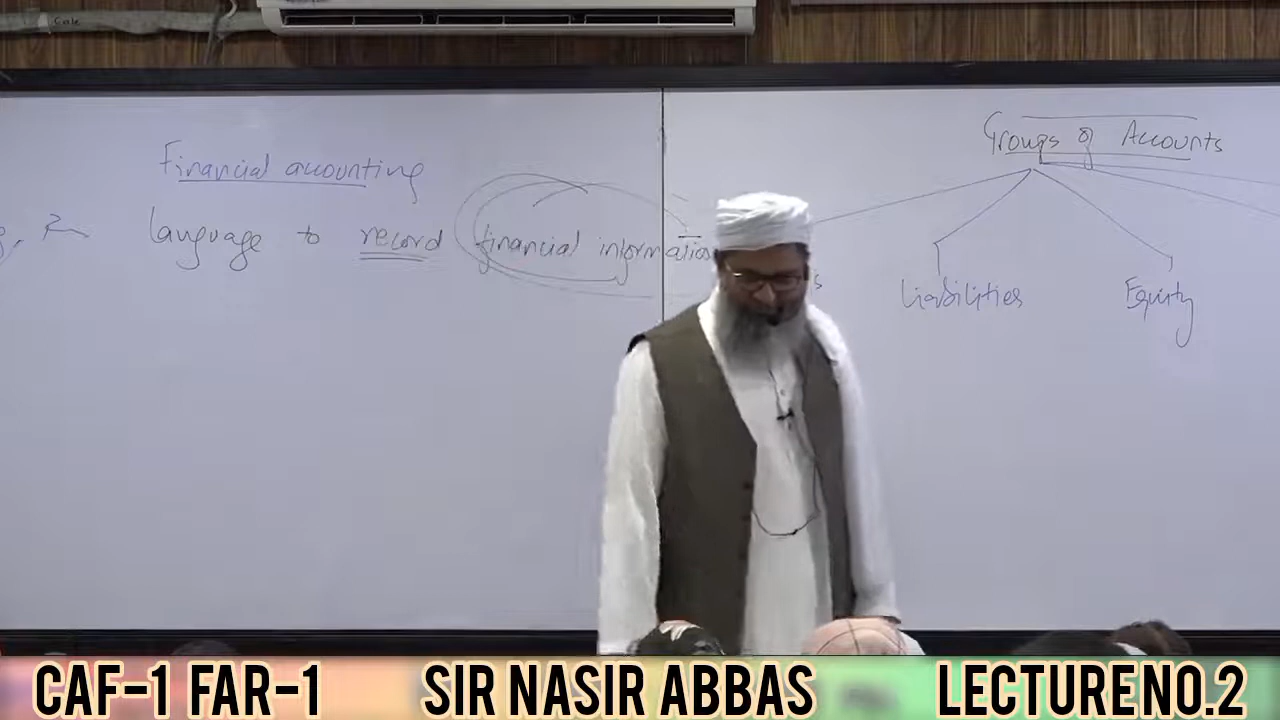 Cale
Financial accounting
language to record financial information
Groups of Accounts
Liabilities
Equity
CAF-1 FAR-1 SIR NASIR ABBAS LECTURE NO.2